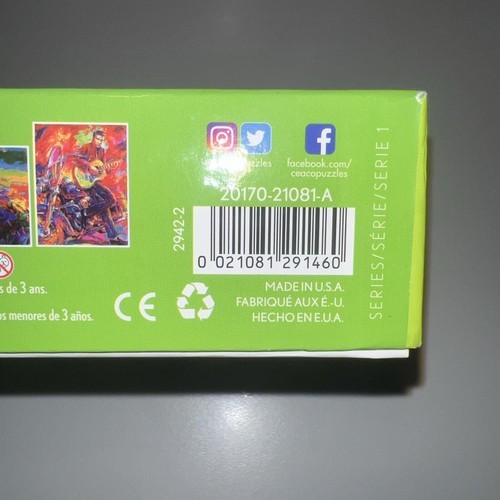 facebook.com/
ceacopuzzles
20170-21081-A
2942-2
0 021081 291460
MADE IN U.S.A.
FABRIQUÉ AUX É.-U.
HECHO EN E.U.A.
SERIES/SÉRIE/SERIE 1
s de 3 ans.
os menores de 3 años.
CE